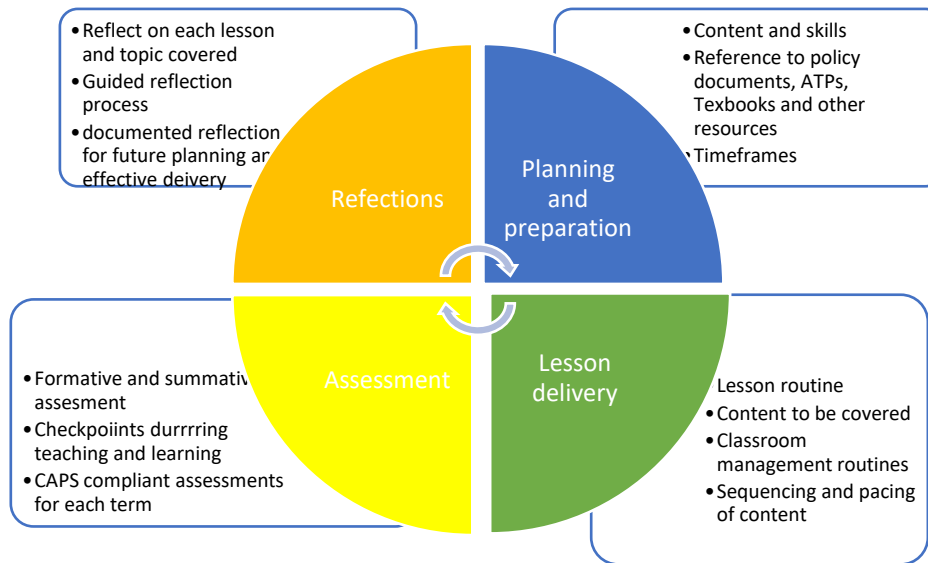 •Reflect on each lesson
and topic covered
•Guided reflection
process
•documented reflection
for future planning an
effective deivery
Refections
•Content and skills
•Reference to policy
documents, ATPs,
Texbooks and other
resources
•Timeframes
Planning
and
preparation
•Formative and summativ
assesment
•Checkpoiints durrrring
teaching and learning
•CAPS compliant assessments
for each term
Assessment
Lesson
delivery
Lesson routine
•Content to be covered
•Classroom
management routines
•Sequencing and pacing
of content